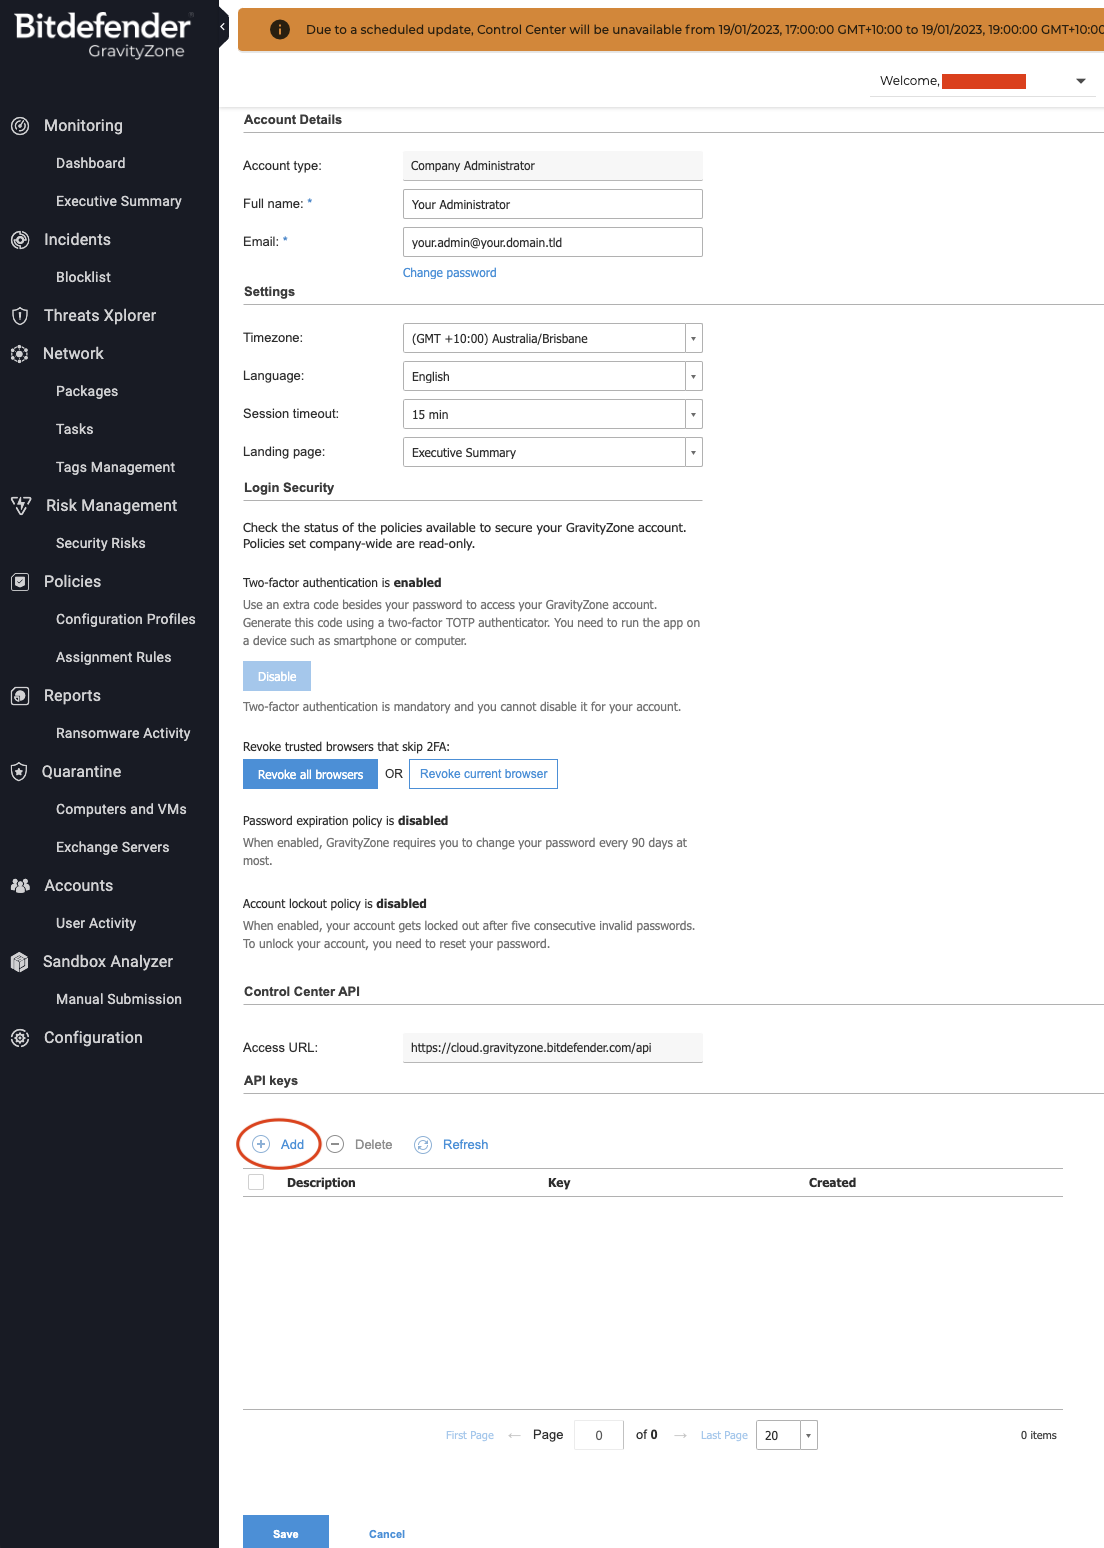 Bitdefender
GravityZone
Due to a scheduled update, Control Center will be unavailable from 19/01/2023, 17:00:00 GMT+10:00 to 19/01/2023, 19:00:00 GMT+10:00
Welcome,
Monitoring
Dashboard
Executive Summary
Incidents
Blocklist
Threats Xplorer
Network
Packages
Tasks
Tags Management
Risk Management
Security Risks
Policies
Configuration Profiles
Assignment Rules
Reports
Ransomware Activity
Quarantine
Computers and VMs
Exchange Servers
Accounts
User Activity
Sandbox Analyzer
Manual Submission
Configuration
Account Details
Account type: Company Administrator
Full name: * Your Administrator
Email: * your.admin@your.domain.tld
Change password
Settings
Timezone: (GMT +10:00) Australia/Brisbane
Language: English
Session timeout: 15 min
Landing page: Executive Summary
Login Security
Check the status of the policies available to secure your GravityZone account.
Policies set company-wide are read-only.
Two-factor authentication is enabled
Use an extra code besides your password to access your GravityZone account.
Generate this code using a two-factor TOTP authenticator. You need to run the app on
a device such as smartphone or computer.
Disable
Two-factor authentication is mandatory and you cannot disable it for your account.
Revoke trusted browsers that skip 2FA:
Revoke all browsers OR Revoke current browser
Password expiration policy is disabled
When enabled, GravityZone requires you to change your password every 90 days at
most.
Account lockout policy is disabled
When enabled, your account gets locked out after five consecutive invalid passwords.
To unlock your account, you need to reset your password.
Control Center API
Access URL: https://cloud.gravityzone.bitdefender.com/api
API keys
Add Delete Refresh
Description Key Created
First Page ← Page 0 of 0 → Last Page 20 0 items
Save Cancel